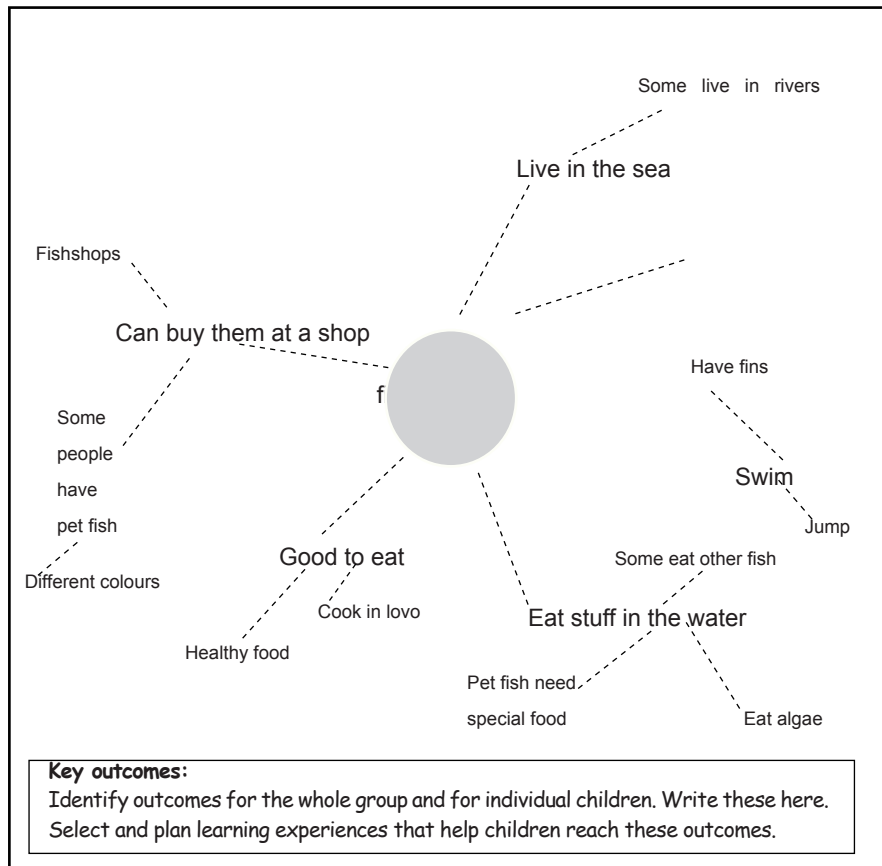 Some live in rivers
Live in the sea
Fishshops
Can buy them at a shop
Have fins
f
Some
people
have
pet fish
Swim
Jump
Good to eat
Some eat other fish
Different colours
Cook in lovo
Eat stuff in the water
Healthy food
Pet fish need
special food
Eat algae
Key outcomes:
Identify outcomes for the whole group and for individual children. Write these here.
Select and plan learning experiences that help children reach these outcomes.